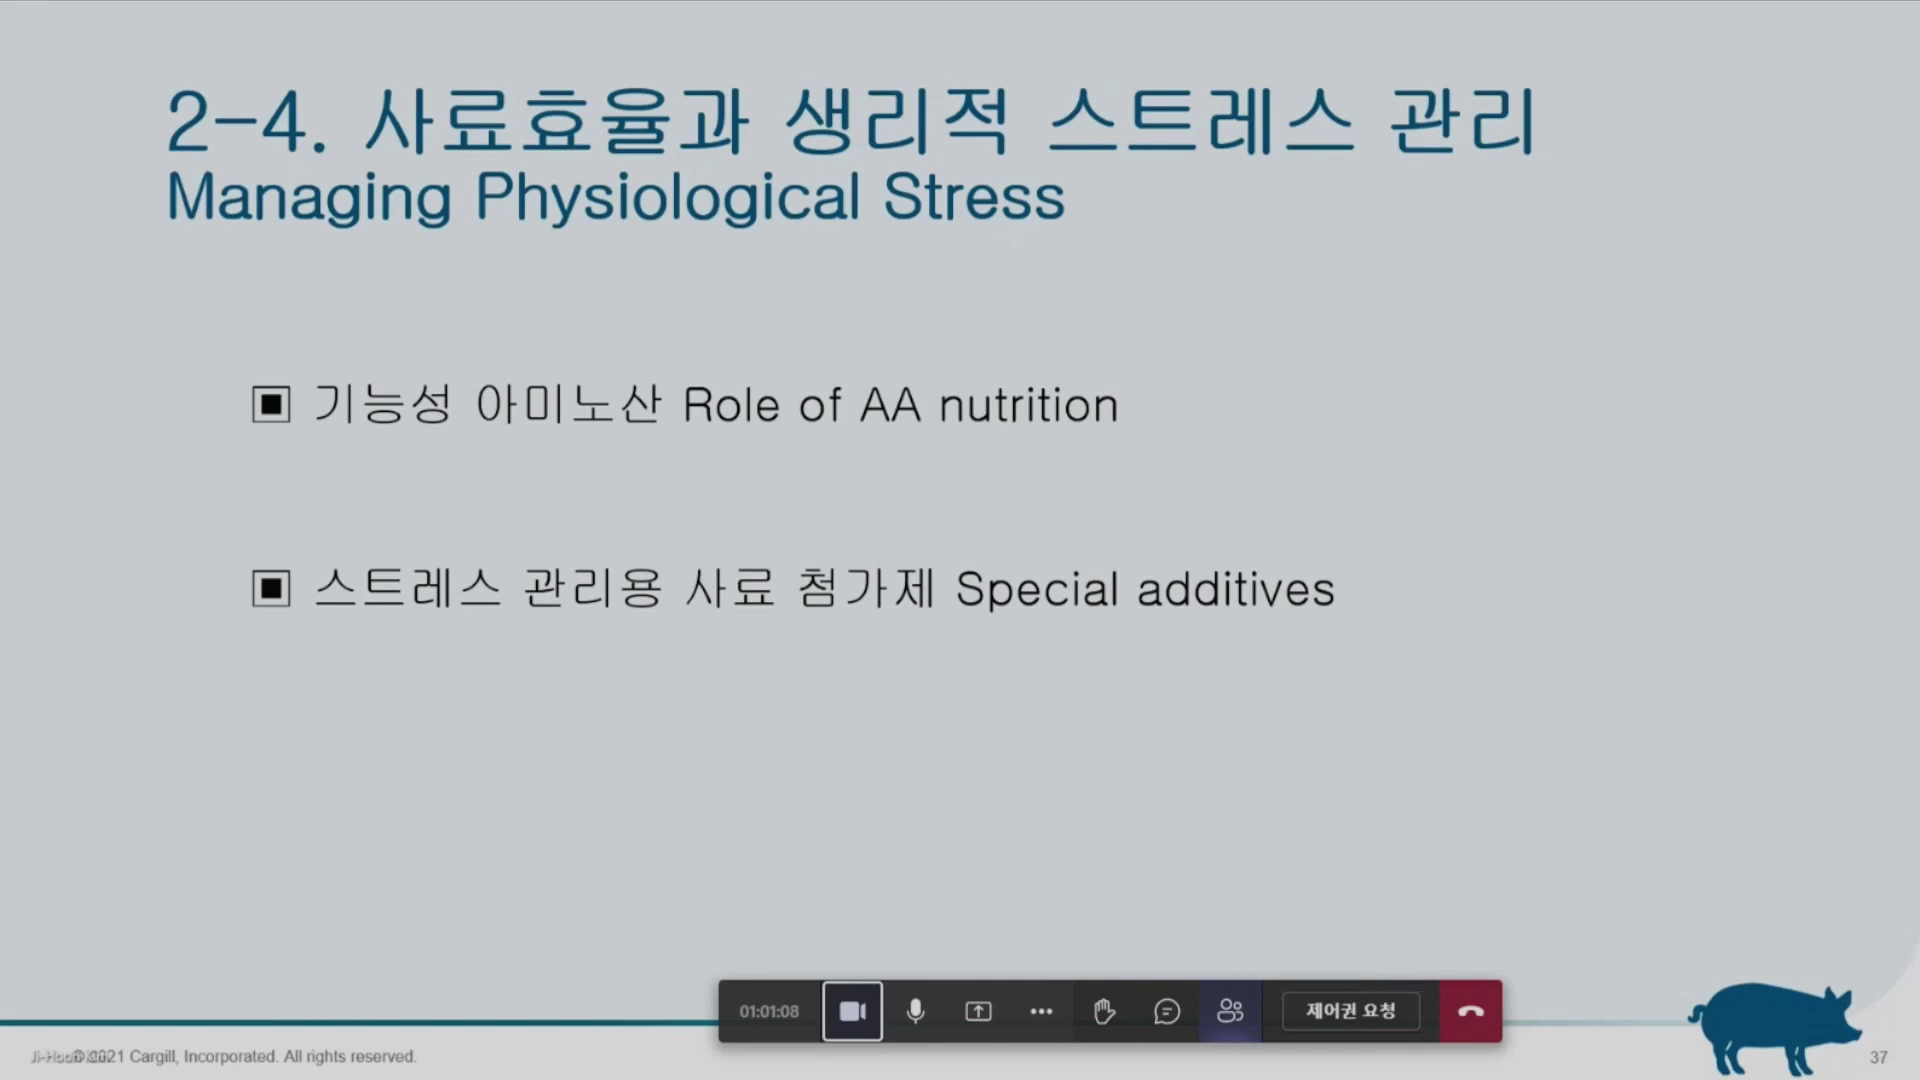 2-4. 사료효율과 생리적 스트레스 관리
Managing Physiological Stress
▣ 기능성 아미노산 Role of AA nutrition
▣ 스트레스 관리용 사료 첨가제 Special additives
01:01:08
제어권 요청
2021 Cargill, Incorporated. All rights reserved.
37